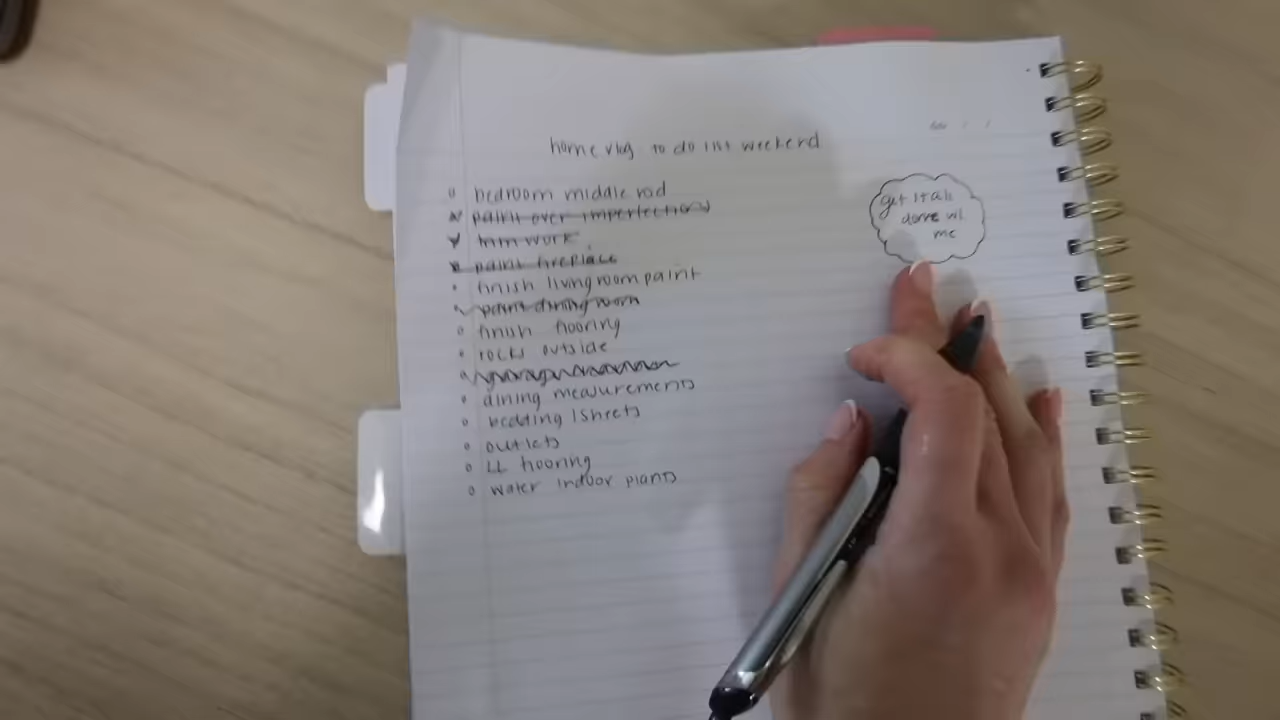 home vlog to do list weekend
Date / /
bedroom middle rod
paint over imperfections
trim work
paint fireplace
finish living room paint
paint dining room
finish flooring
rocks outside
dining measurements
bedding / sheets
outlets
LL flooring
water indoor plants
get it all
done w/
me